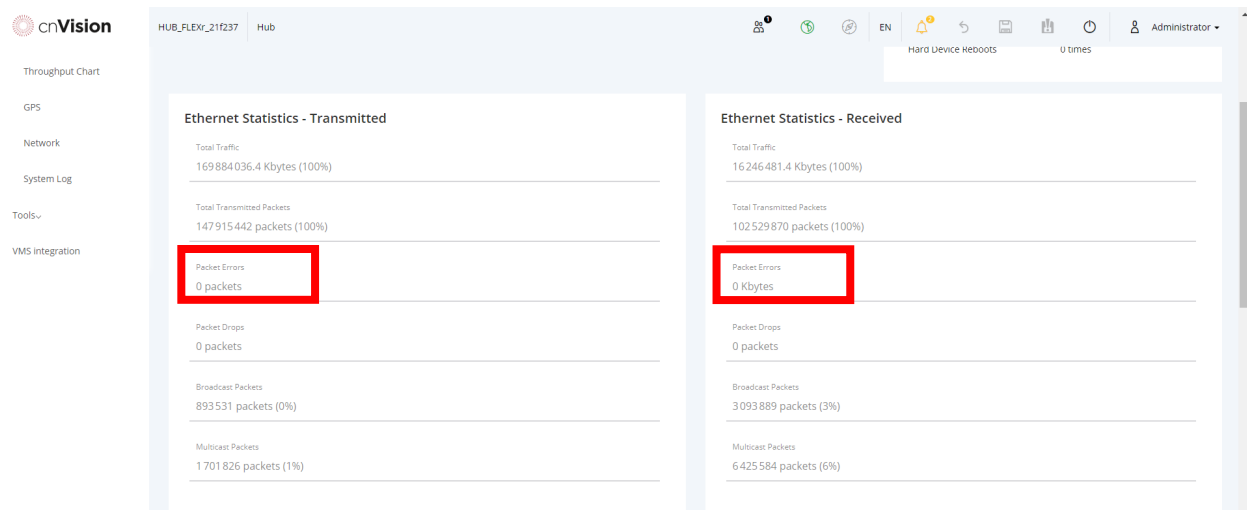 cnVision
HUB_FLEXr_21f237
Hub
1
EN
2
Administrator
Hard Device Reboots
0 times
Throughput Chart
GPS
Network
System Log
Tools
VMS integration
Ethernet Statistics - Transmitted
Total Traffic
169 884 036.4 Kbytes (100%)
Total Transmitted Packets
147 915 442 packets (100%)
Packet Errors
0 packets
Packet Drops
0 packets
Broadcast Packets
893 531 packets (0%)
Multicast Packets
1 701 826 packets (1%)
Ethernet Statistics - Received
Total Traffic
16 246 481.4 Kbytes (100%)
Total Transmitted Packets
102 529 870 packets (100%)
Packet Errors
0 Kbytes
Packet Drops
0 packets
Broadcast Packets
3 093 889 packets (3%)
Multicast Packets
6 425 584 packets (6%)